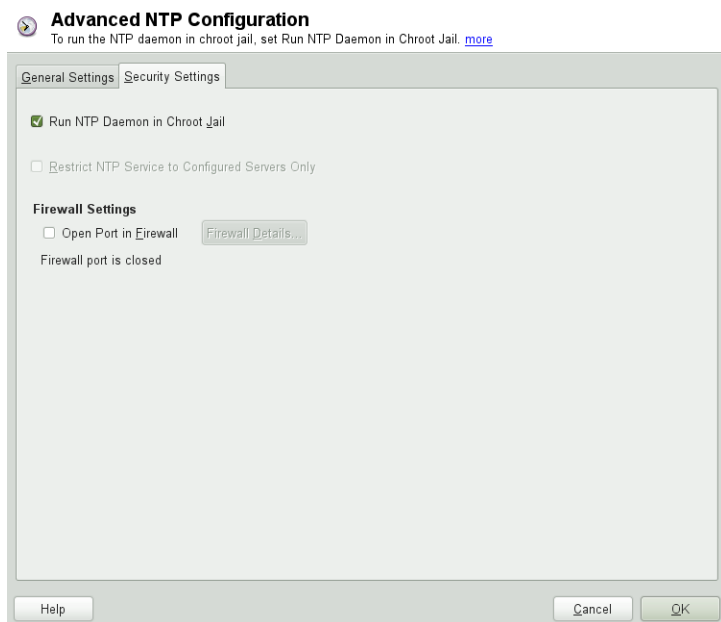 Advanced NTP Configuration
To run the NTP daemon in chroot jail, set Run NTP Daemon in Chroot Jail. more
General Settings Security Settings
Run NTP Daemon in Chroot Jail
Restrict NTP Service to Configured Servers Only
Firewall Settings
Open Port in Firewall Firewall Details...
Firewall port is closed
Help Cancel OK